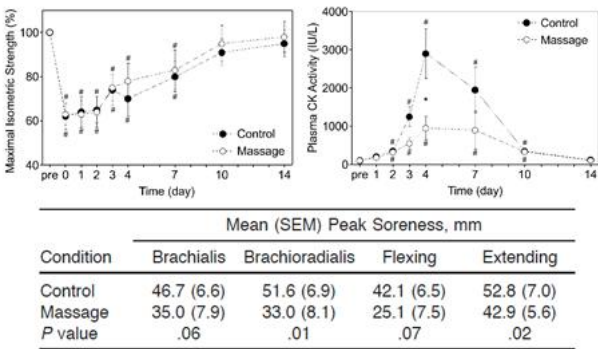 Maximal Isometric Strength (%)
100
80
60
40
# # # # # #
# # # # # #
*
Control
Massage
pre 0 1 2 3 4 7 10 14
Time (day)
Plasma CK Activity (IU/L)
4000
3000
2000
1000
0
# # # # #
*
# # # # #
Control
Massage
pre 1 2 3 4 7 10 14
Time (day)
Mean (SEM) Peak Soreness, mm
Condition Brachialis Brachioradialis Flexing Extending
Control 46.7 (6.6) 51.6 (6.9) 42.1 (6.5) 52.8 (7.0)
Massage 35.0 (7.9) 33.0 (8.1) 25.1 (7.5) 42.9 (5.6)
P value .06 .01 .07 .02